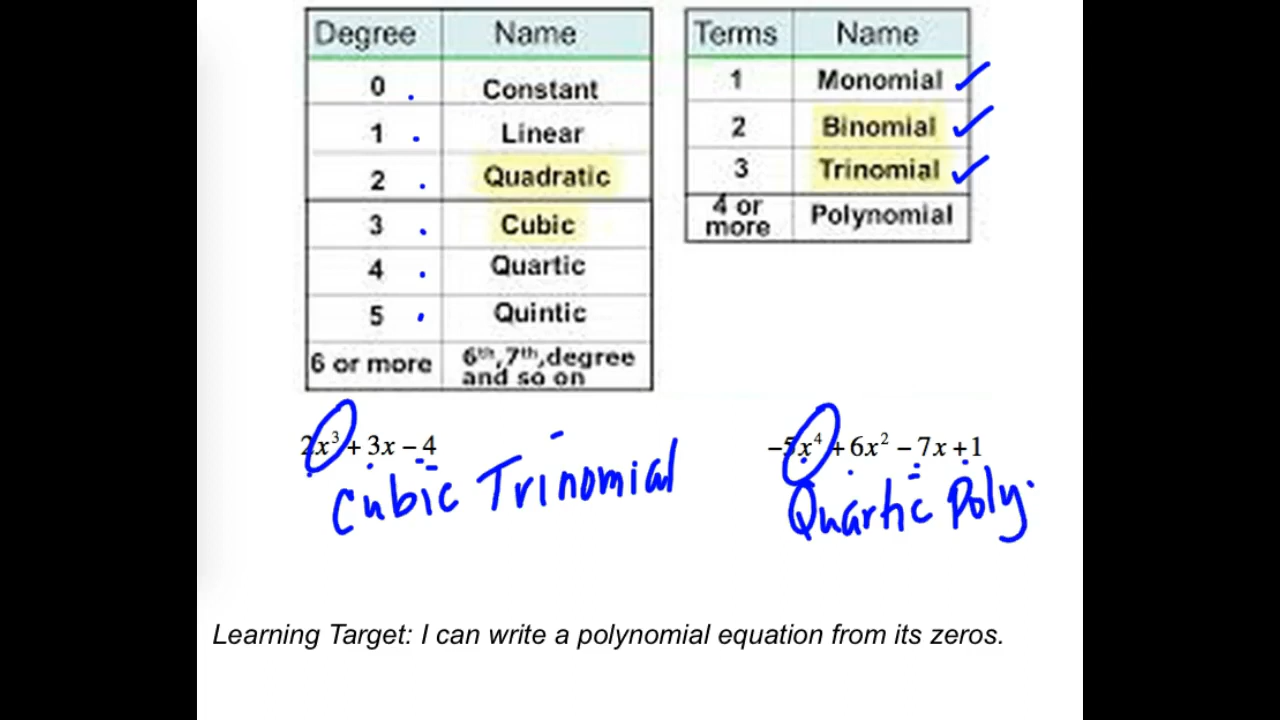 Degree Name
0 Constant
1 Linear
2 Quadratic
3 Cubic
4 Quartic
5 Quintic
6 or more 6th,7th,degree
and so on
Terms Name
1 Monomial
2 Binomial
3 Trinomial
4 or
more Polynomial
2x³ + 3x − 4
Cubic Trinomial
−5x⁴ + 6x² − 7x + 1
Quartic Poly.
Learning Target: I can write a polynomial equation from its zeros.